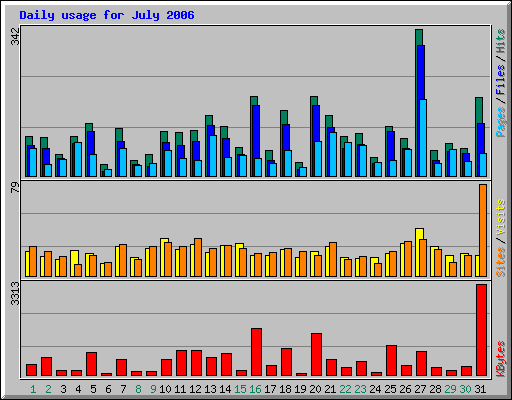 Daily usage for July 2006
342
Pages / Files / Hits
79
Sites / Visits
3313
KBytes
1 2 3 4 5 6 7 8 9 10 11 12 13 14 15 16 17 18 19 20 21 22 23 24 25 26 27 28 29 30 31